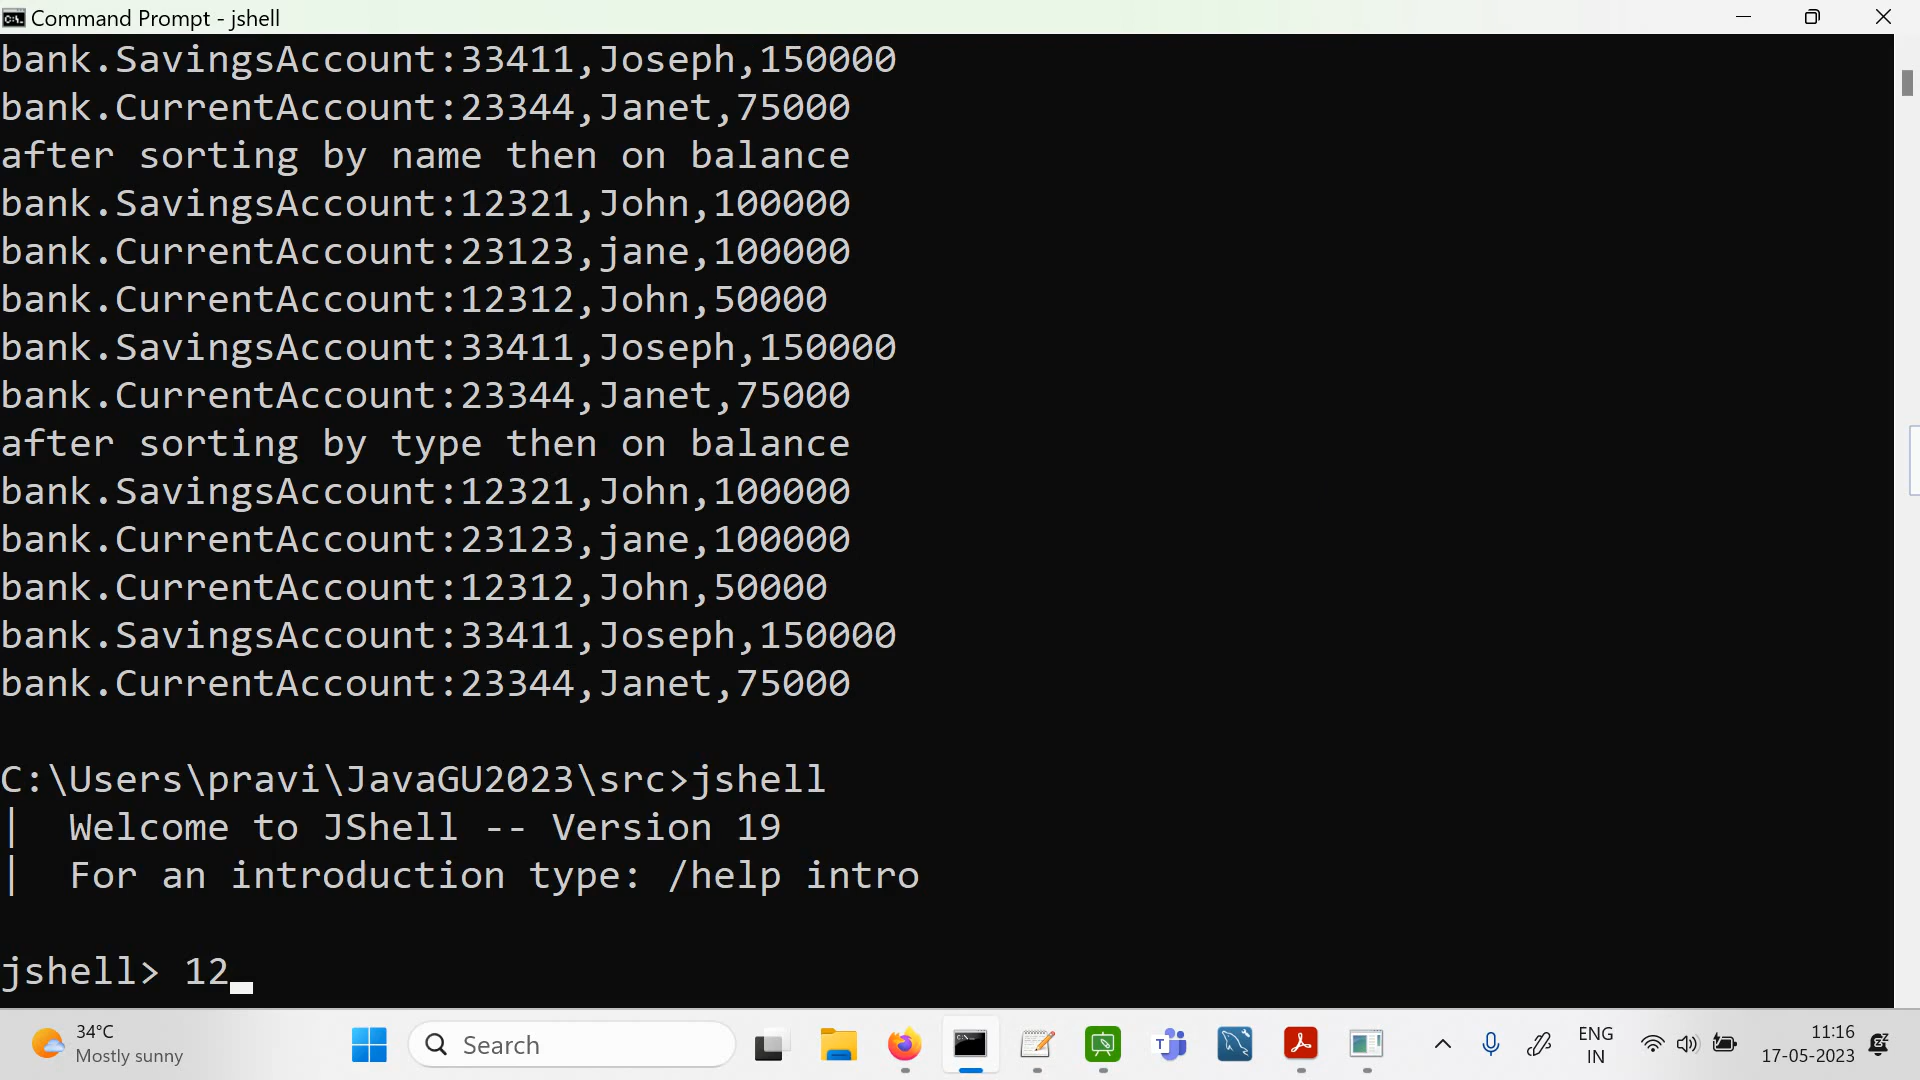 Command Prompt - jshell
bank.SavingsAccount:33411,Joseph,150000
bank.CurrentAccount:23344,Janet,75000
after sorting by name then on balance
bank.SavingsAccount:12321,John,100000
bank.CurrentAccount:23123,jane,100000
bank.CurrentAccount:12312,John,50000
bank.SavingsAccount:33411,Joseph,150000
bank.CurrentAccount:23344,Janet,75000
after sorting by type then on balance
bank.SavingsAccount:12321,John,100000
bank.CurrentAccount:23123,jane,100000
bank.CurrentAccount:12312,John,50000
bank.SavingsAccount:33411,Joseph,150000
bank.CurrentAccount:23344,Janet,75000
C:\Users\pravi\JavaGU2023\src>jshell
|  Welcome to JShell -- Version 19
|  For an introduction type: /help intro
jshell> 12_
34°C
Mostly sunny
Search
ENG
IN
11:16
17-05-2023